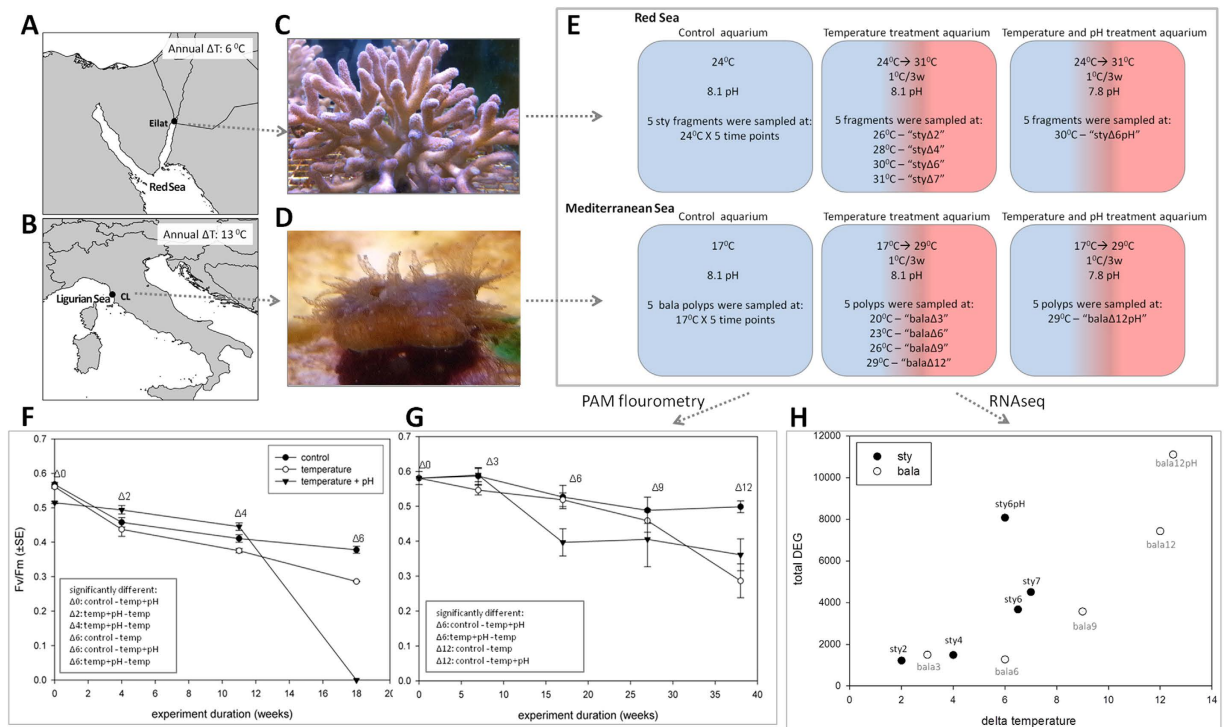 A
Annual ΔT: 6 ⁰C
Eilat
Red Sea
B
Annual ΔT: 13 ⁰C
Ligurian Sea
CL
C
D
E
Red Sea
Control aquarium
24⁰C
8.1 pH
5 sty fragments were sampled at:
24⁰C X 5 time points
Temperature treatment aquarium
24⁰C→ 31⁰C
1⁰C/3w
8.1 pH
5 fragments were sampled at:
26⁰C – “styΔ2”
28⁰C – “styΔ4”
30⁰C – “styΔ6”
31⁰C – “styΔ7”
Temperature and pH treatment aquarium
24⁰C→ 31⁰C
1⁰C/3w
7.8 pH
5 fragments were sampled at:
30⁰C – “styΔ6pH”
Mediterranean Sea
Control aquarium
17⁰C
8.1 pH
5 bala polyps were sampled at:
17⁰C X 5 time points
Temperature treatment aquarium
17⁰C→ 29⁰C
1⁰C/3w
8.1 pH
5 polyps were sampled at:
20⁰C – “balaΔ3”
23⁰C – “balaΔ6”
26⁰C – “balaΔ9”
29⁰C – “balaΔ12”
Temperature and pH treatment aquarium
17⁰C→ 29⁰C
1⁰C/3w
7.8 pH
5 polyps were sampled at:
29⁰C – “balaΔ12pH”
PAM flourometry
RNAseq
F
Fv/Fm (±SE)
0.7
0.6
0.5
0.4
0.3
0.2
0.1
0.0
Δ0
Δ2
Δ4
Δ6
control
temperature
temperature + pH
significantly different:
Δ0: control - temp+pH
Δ2: temp+pH - temp
Δ4: temp+pH - temp
Δ6: control - temp
Δ6: control - temp+pH
Δ6: temp+pH - temp
0 2 4 6 8 10 12 14 16 18 20
experiment duration (weeks)
G
0.7
0.6
0.5
0.4
0.3
0.2
0.1
0.0
Δ0
Δ3
Δ6
Δ9
Δ12
significantly different:
Δ6: control - temp+pH
Δ6: temp+pH - temp
Δ12: control - temp
Δ12: control - temp+pH
0 5 10 15 20 25 30 35 40
experiment duration (weeks)
H
total DEG
12000
10000
8000
6000
4000
2000
0
sty
bala
bala12pH
sty6pH
bala12
sty7
sty6
bala9
sty2
bala3
sty4
bala6
0 2 4 6 8 10 12 14
delta temperature